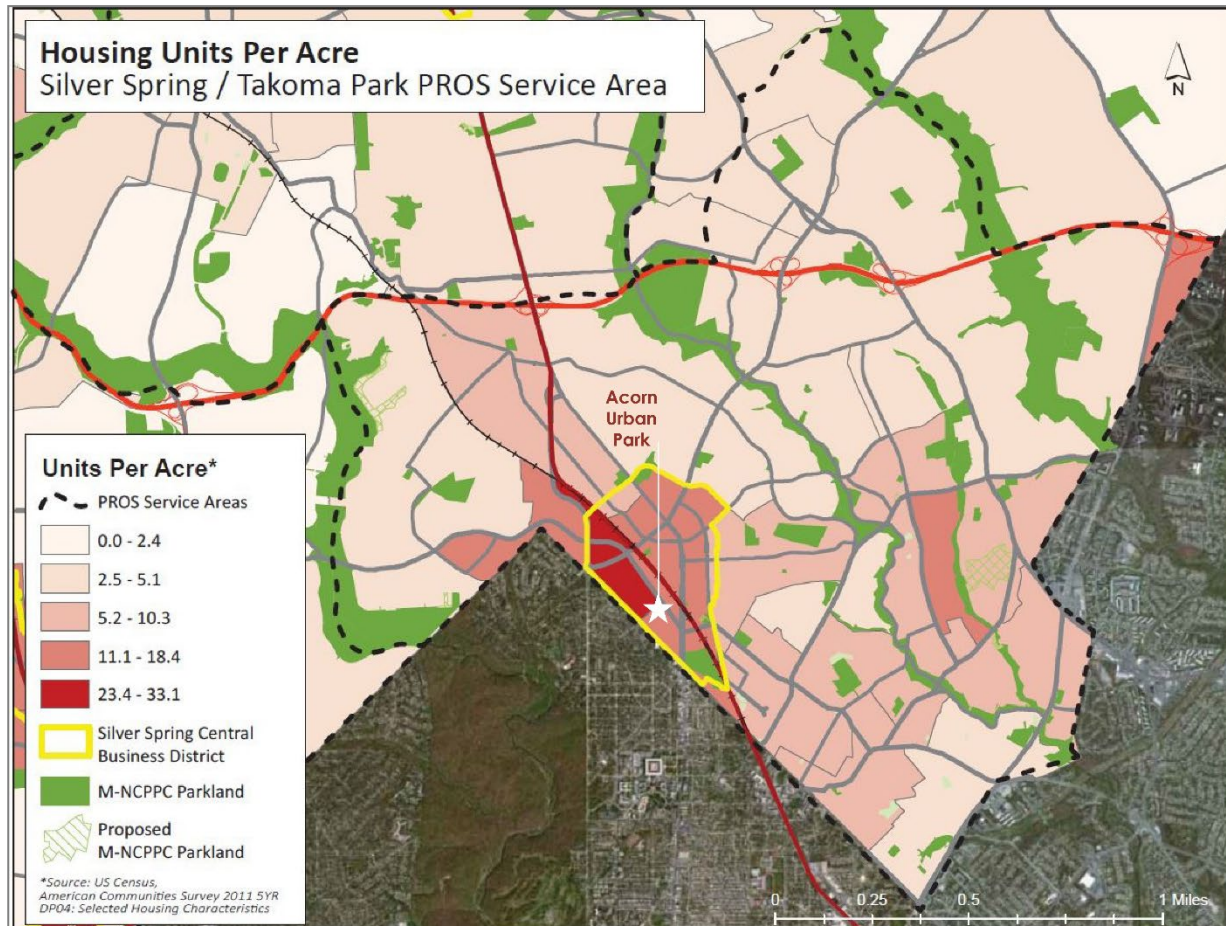 Housing Units Per Acre
Silver Spring / Takoma Park PROS Service Area
N
Acorn
Urban
Park
Units Per Acre*
PROS Service Areas
0.0 - 2.4
2.5 - 5.1
5.2 - 10.3
11.1 - 18.4
23.4 - 33.1
Silver Spring Central
Business District
M-NCPPC Parkland
Proposed
M-NCPPC Parkland
*Source: US Census,
American Communities Survey 2011 5YR
DP04: Selected Housing Characteristics
0 0.25 0.5 1 Miles